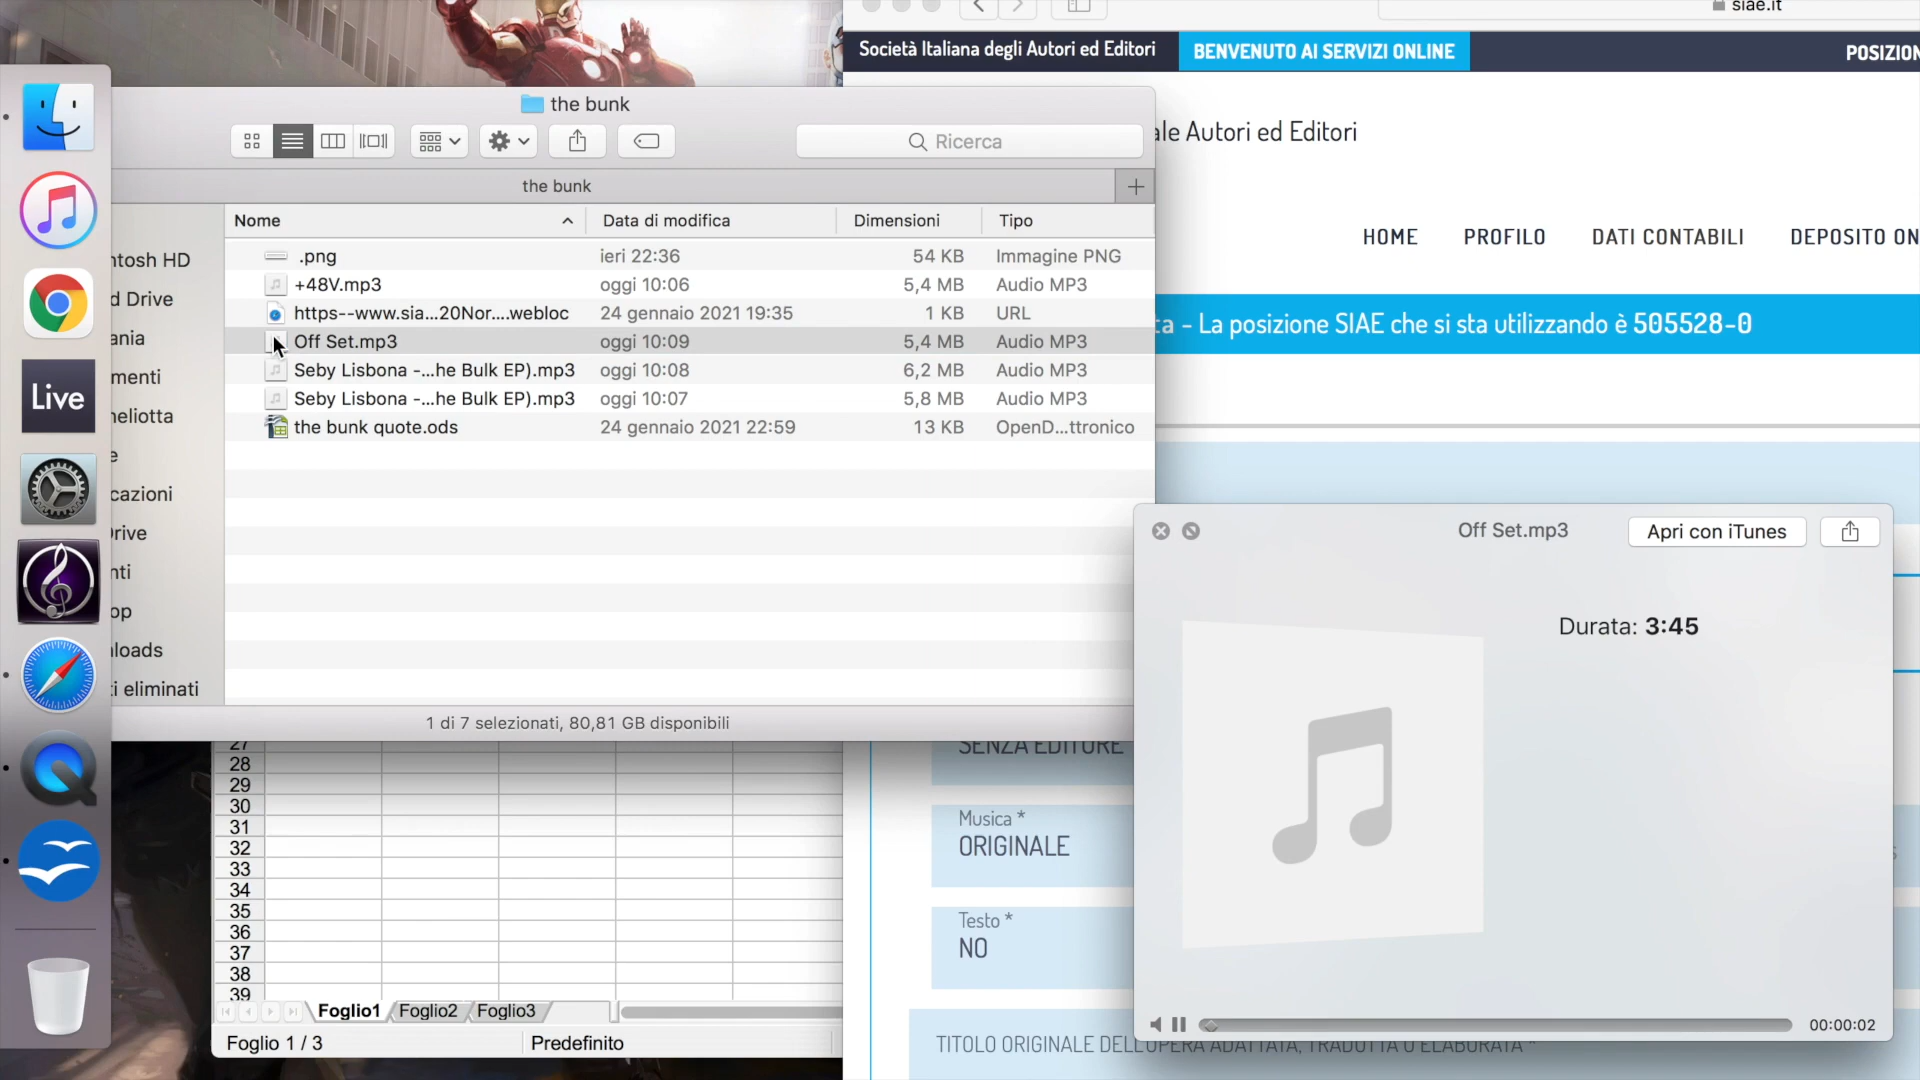 siae.it
Società Italiana degli Autori ed Editori
BENVENUTO AI SERVIZI ONLINE
the bunk
Ricerca
the bunk
Nome
Data di modifica
Dimensioni
Tipo
.png
ieri 22:36
54 KB
Immagine PNG
+48V.mp3
oggi 10:06
5,4 MB
Audio MP3
https--www.sia...20Nor....webloc
24 gennaio 2021 19:35
1 KB
URL
Off Set.mp3
oggi 10:09
5,4 MB
Audio MP3
Seby Lisbona -...he Bulk EP).mp3
oggi 10:08
6,2 MB
Audio MP3
Seby Lisbona -...he Bulk EP).mp3
oggi 10:07
5,8 MB
Audio MP3
the bunk quote.ods
24 gennaio 2021 22:59
13 KB
OpenD...ttronico
1 di 7 selezionati, 80,81 GB disponibili
Live
ntosh HD
d Drive
ania
menti
neliotta
e
cazioni
nti
op
loads
i eliminati
ale Autori ed Editori
HOME
PROFILO
DATI CONTABILI
DEPOSITO ON
ta - La posizione SIAE che si sta utilizzando è 505528-0
Off Set.mp3
Apri con iTunes
Durata: 3:45
00:00:02
SENZA EDITORE
Musica *
ORIGINALE
Testo *
NO
TITOLO ORIGINALE DELL'OPERA ADATTATA, TRADOTTA O ELABORATA *
27
28
29
30
31
32
33
34
35
36
37
38
39
Foglio1
Foglio2
Foglio3
Foglio 1 / 3
Predefinito